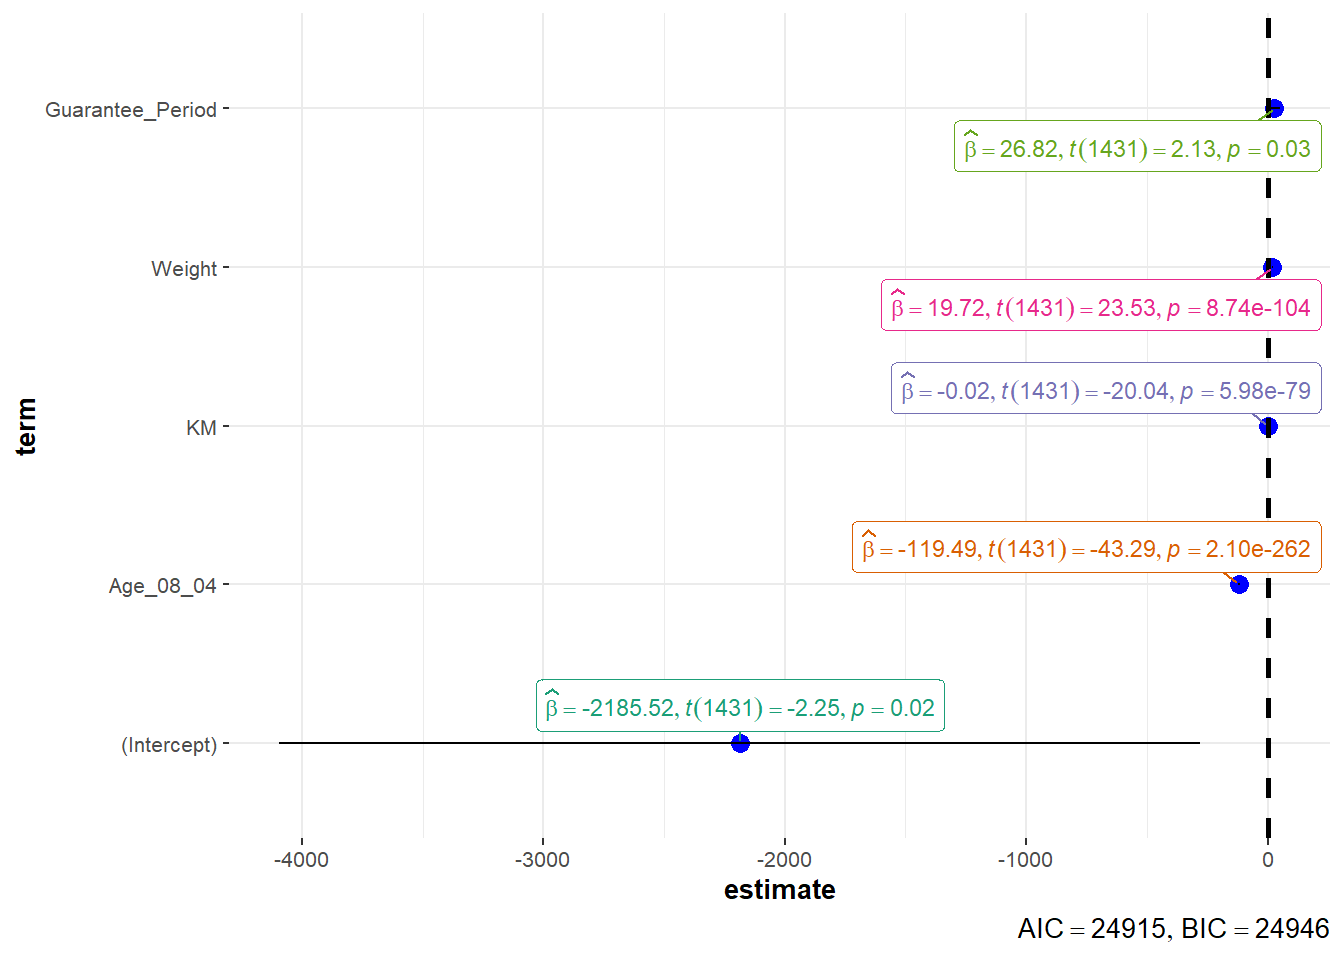 Guarantee_Period
β̂ = 26.82, t(1431) = 2.13, p = 0.03
Weight
β̂ = 19.72, t(1431) = 23.53, p = 8.74e-104
β̂ = -0.02, t(1431) = -20.04, p = 5.98e-79
KM
term
β̂ = -119.49, t(1431) = -43.29, p = 2.10e-262
Age_08_04
β̂ = -2185.52, t(1431) = -2.25, p = 0.02
(Intercept)
-4000 -3000 -2000 -1000 0
estimate
AIC = 24915, BIC = 24946